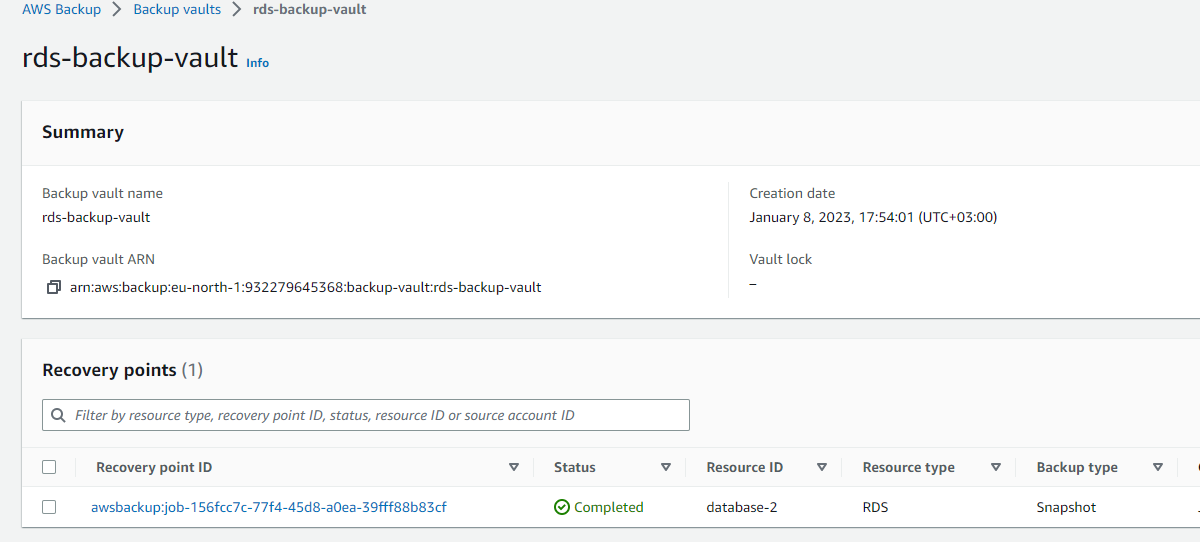 AWS Backup > Backup vaults > rds-backup-vault
rds-backup-vault Info
Summary
Backup vault name
rds-backup-vault
Creation date
January 8, 2023, 17:54:01 (UTC+03:00)
Backup vault ARN
arn:aws:backup:eu-north-1:932279645368:backup-vault:rds-backup-vault
Vault lock
–
Recovery points (1)
Filter by resource type, recovery point ID, status, resource ID or source account ID
Recovery point ID Status Resource ID Resource type Backup type
awsbackup:job-156fcc7c-77f4-45d8-a0ea-39fff88b83cf Completed database-2 RDS Snapshot